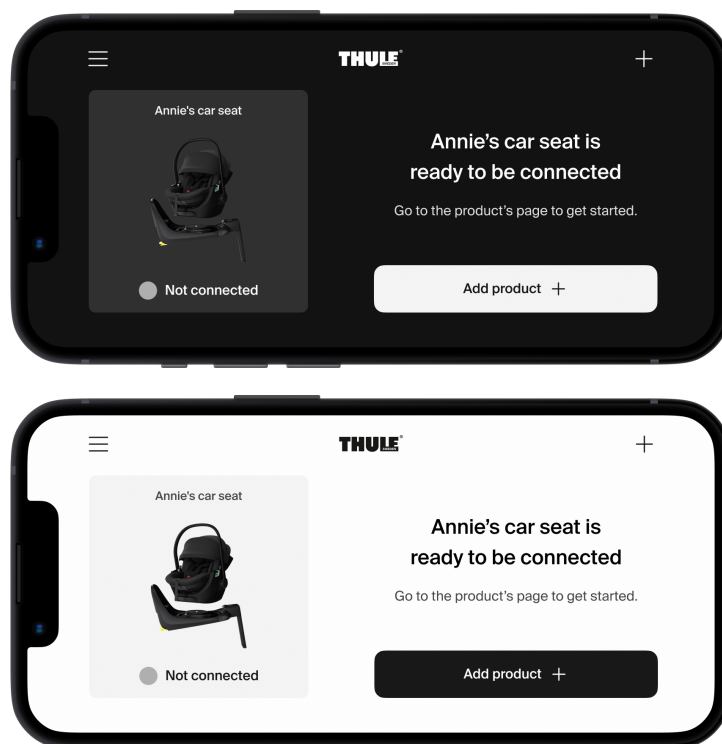 THULE®
SWEDEN
Annie's car seat
Annie’s car seat is
ready to be connected
Go to the product’s page to get started.
Not connected
Add product +
THULE®
SWEDEN
Annie's car seat
Annie’s car seat is
ready to be connected
Go to the product’s page to get started.
Not connected
Add product +